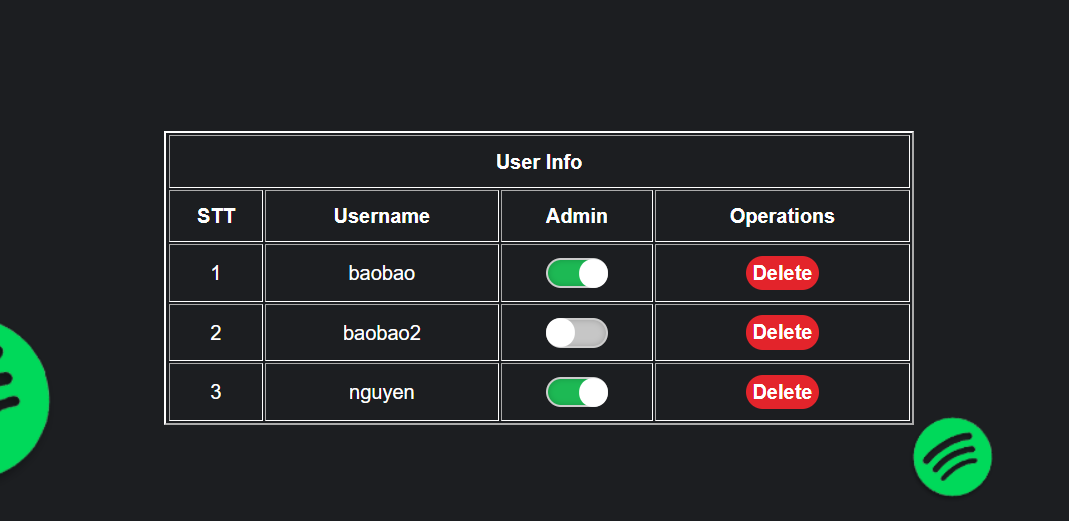 User Info
STT Username Admin Operations
1 baobao Delete
2 baobao2 Delete
3 nguyen Delete